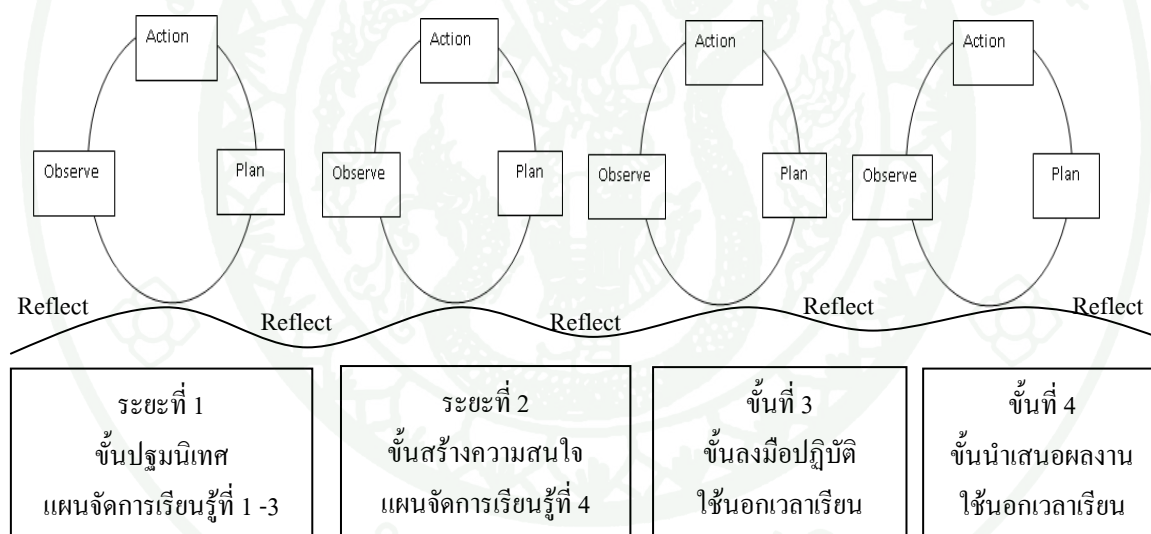 Action
Observe
Plan
Action
Observe
Plan
Action
Observe
Plan
Action
Observe
Plan
Reflect
Reflect
Reflect
Reflect
Reflect
ระยะที่ 1
ขั้นปฐมนิเทศ
แผนจัดการเรียนรู้ที่ 1 -3
ระยะที่ 2
ขั้นสร้างความสนใจ
แผนจัดการเรียนรู้ที่ 4
ขั้นที่ 3
ขั้นลงมือปฏิบัติ
ใช้นอกเวลาเรียน
ขั้นที่ 4
ขั้นนำเสนอผลงาน
ใช้นอกเวลาเรียน